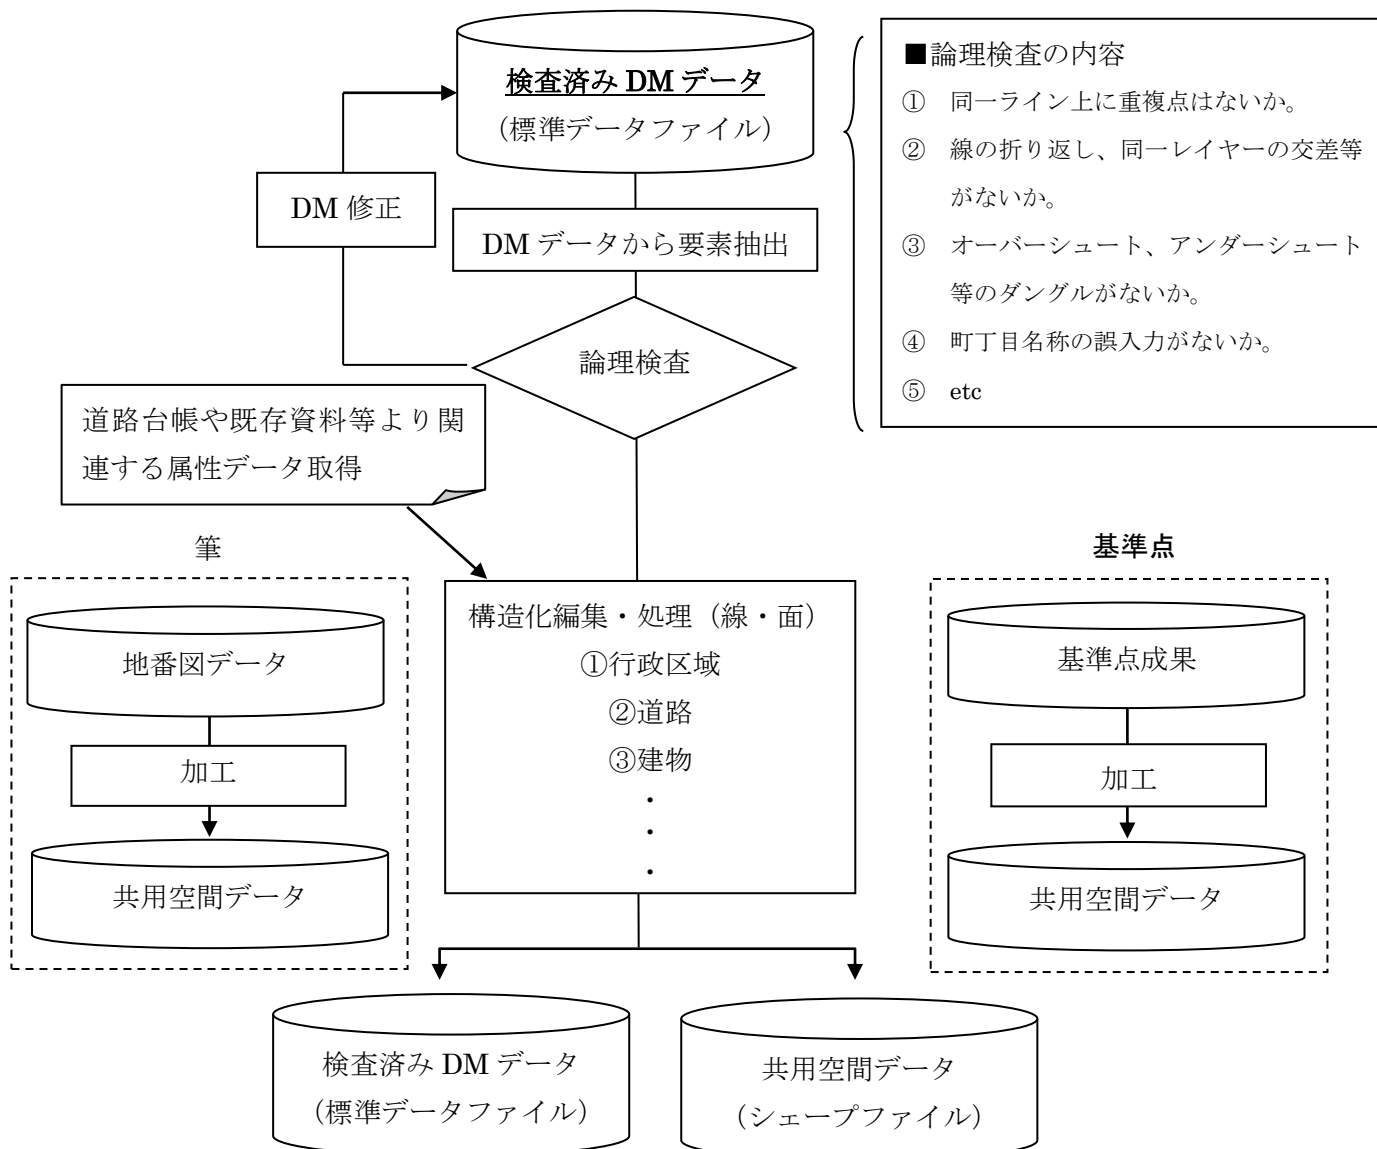 検査済み DM データ
（標準データファイル）
DM 修正
DM データから要素抽出
論理検査
■論理検査の内容
① 同一ライン上に重複点はないか。
② 線の折り返し、同一レイヤーの交差等
がないか。
③ オーバーシュート、アンダーシュート
等のダングルがないか。
④ 町丁目名称の誤入力がないか。
⑤ etc
道路台帳や既存資料等より関
連する属性データ取得
筆
地番図データ
加工
共用空間データ
構造化編集・処理（線・面）
①行政区域
②道路
③建物
・
・
・
基準点
基準点成果
加工
共用空間データ
検査済み DM データ
（標準データファイル）
共用空間データ
（シェープファイル）